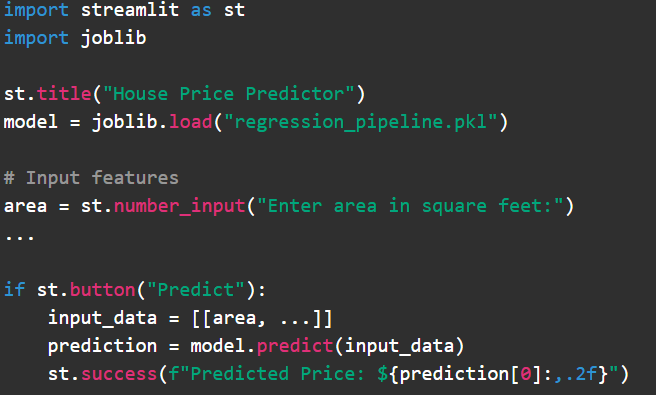 import streamlit as st
import joblib
st.title("House Price Predictor")
model = joblib.load("regression_pipeline.pkl")
# Input features
area = st.number_input("Enter area in square feet:")
...
if st.button("Predict"):
    input_data = [[area, ...]]
    prediction = model.predict(input_data)
    st.success(f"Predicted Price: ${prediction[0]:,.2f}")